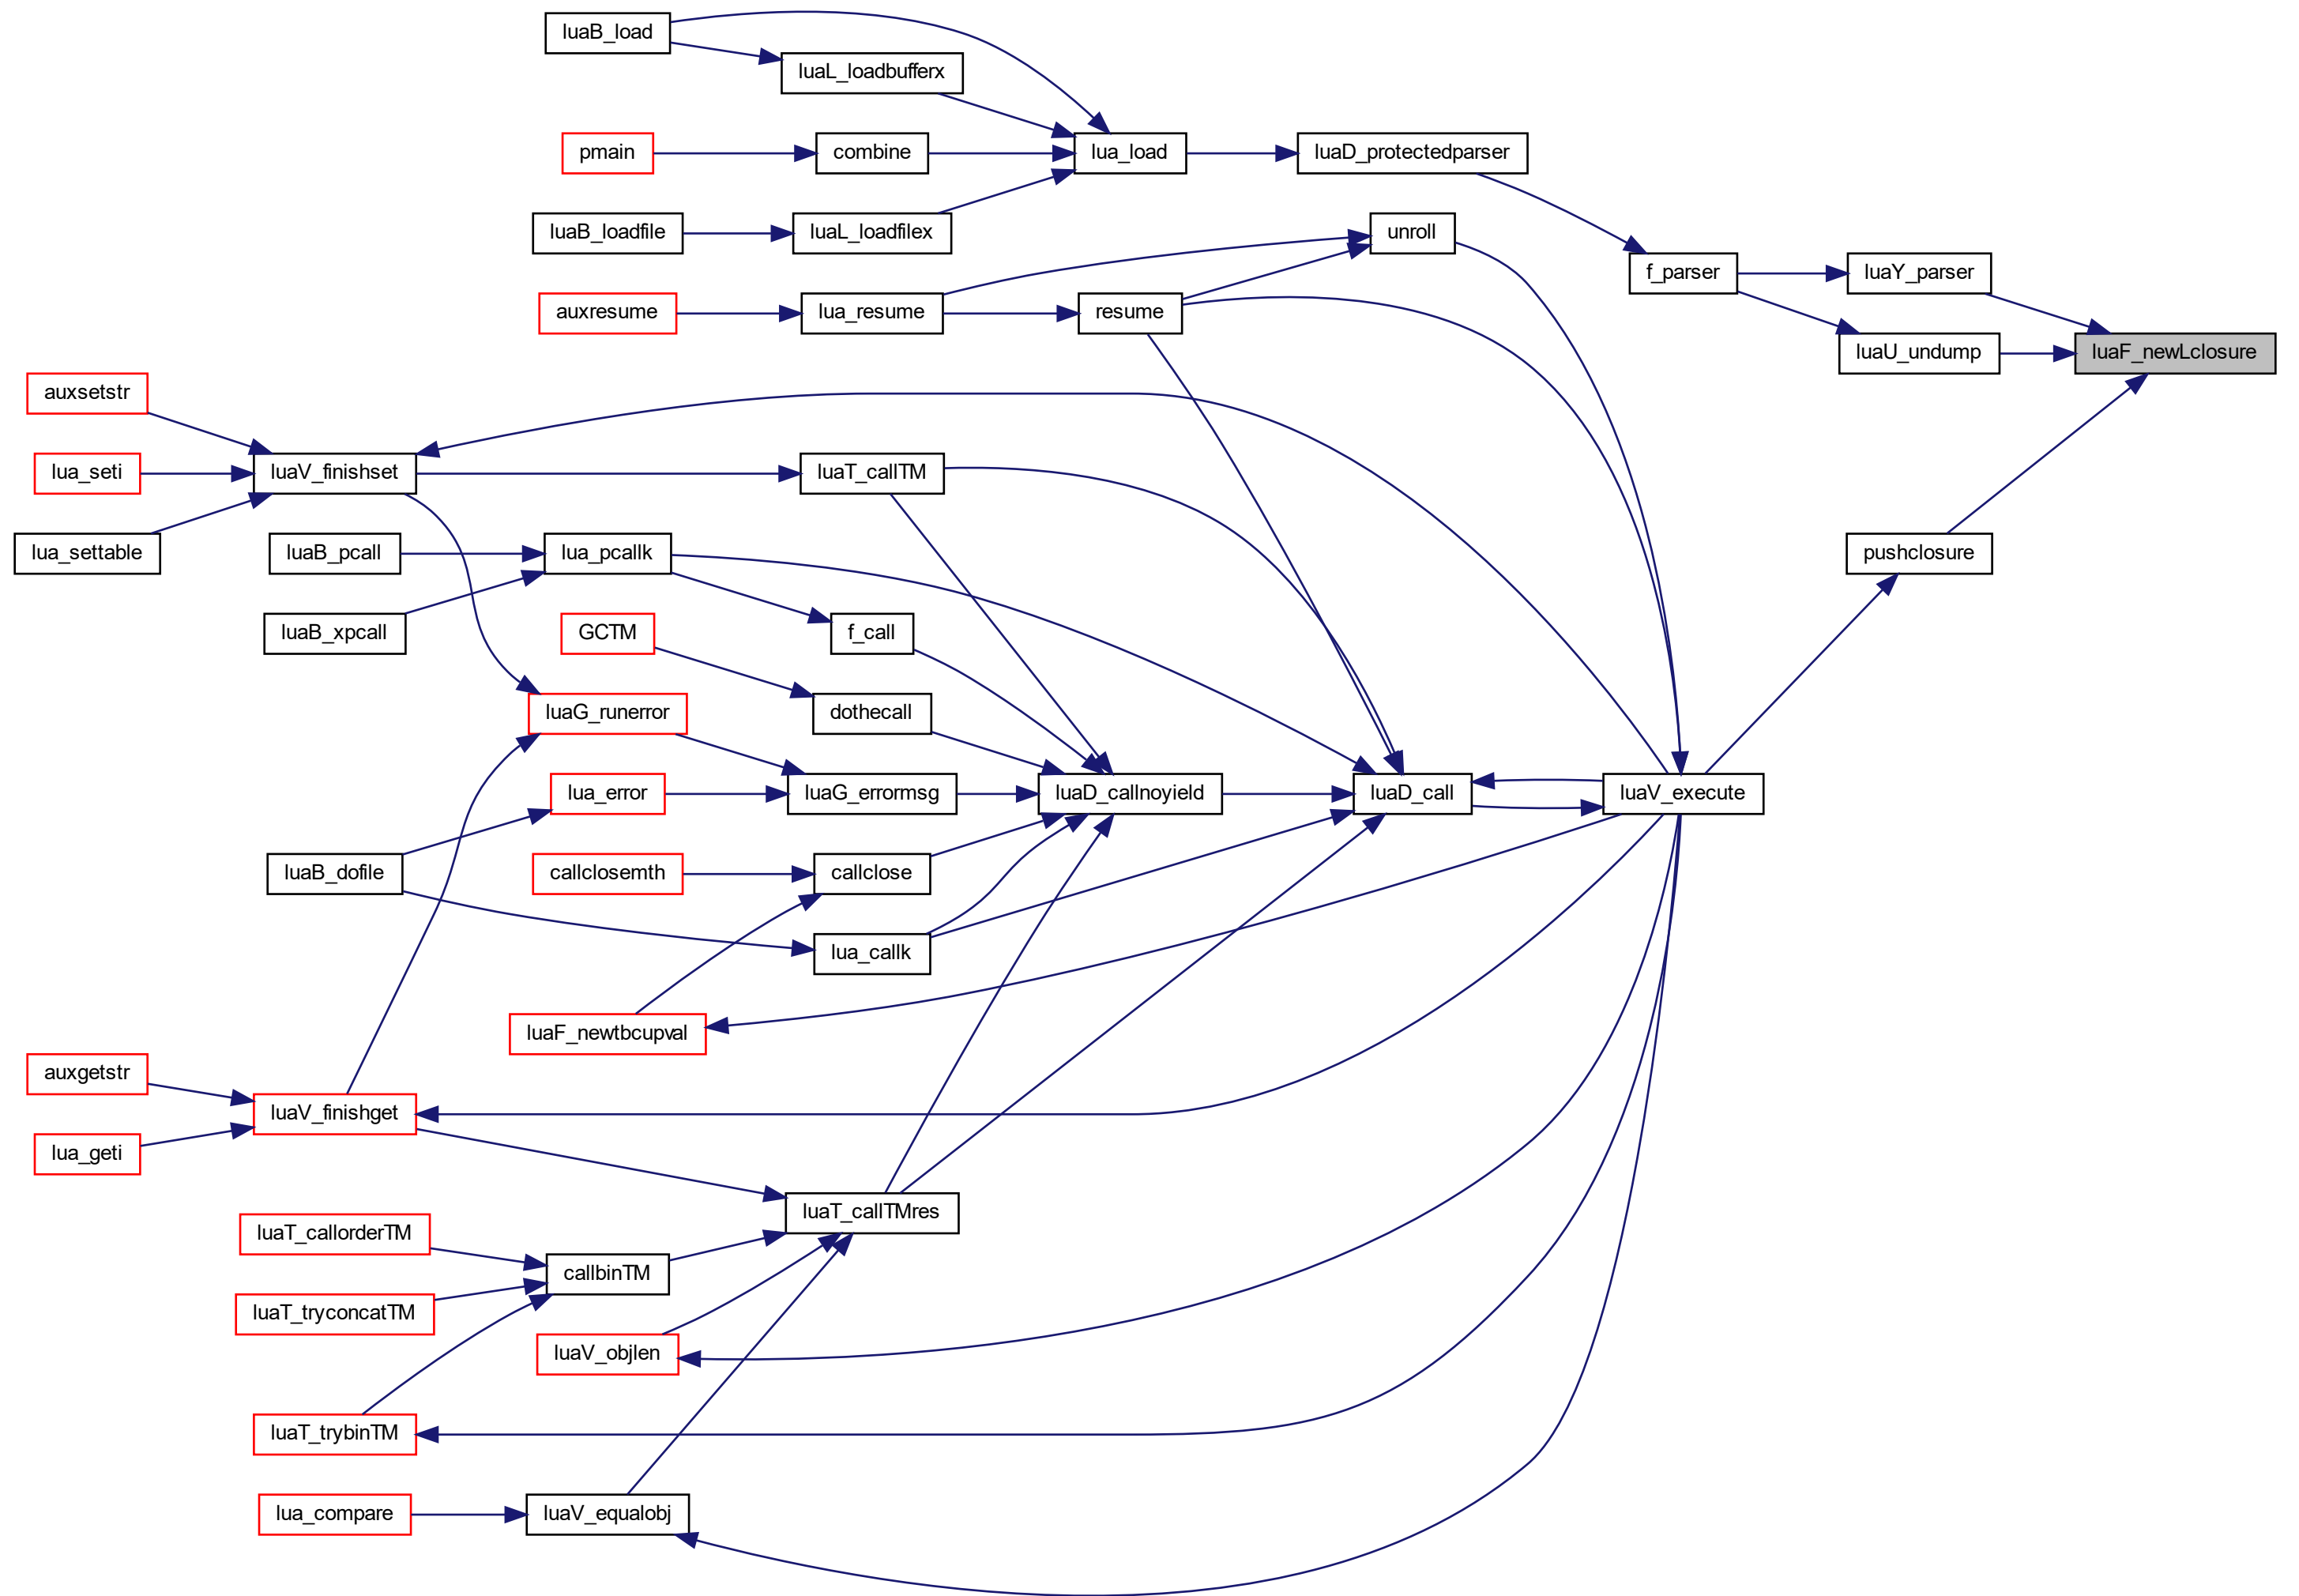 luaB_load
luaL_loadbufferx
pmain
combine
lua_load
luaD_protectedparser
luaB_loadfile
luaL_loadfilex
unroll
f_parser
luaY_parser
auxresume
lua_resume
resume
luaU_undump
luaF_newLclosure
auxsetstr
lua_seti
luaV_finishset
luaT_callTM
lua_settable
luaB_pcall
lua_pcallk
pushclosure
luaB_xpcall
GCTM
f_call
luaG_runerror
dothecall
lua_error
luaG_errormsg
luaD_callnoyield
luaD_call
luaV_execute
luaB_dofile
callclosemth
callclose
lua_callk
luaF_newtbcupval
auxgetstr
luaV_finishget
lua_geti
luaT_callTMres
luaT_callorderTM
callbinTM
luaT_tryconcatTM
luaV_objlen
luaT_trybinTM
lua_compare
luaV_equalobj